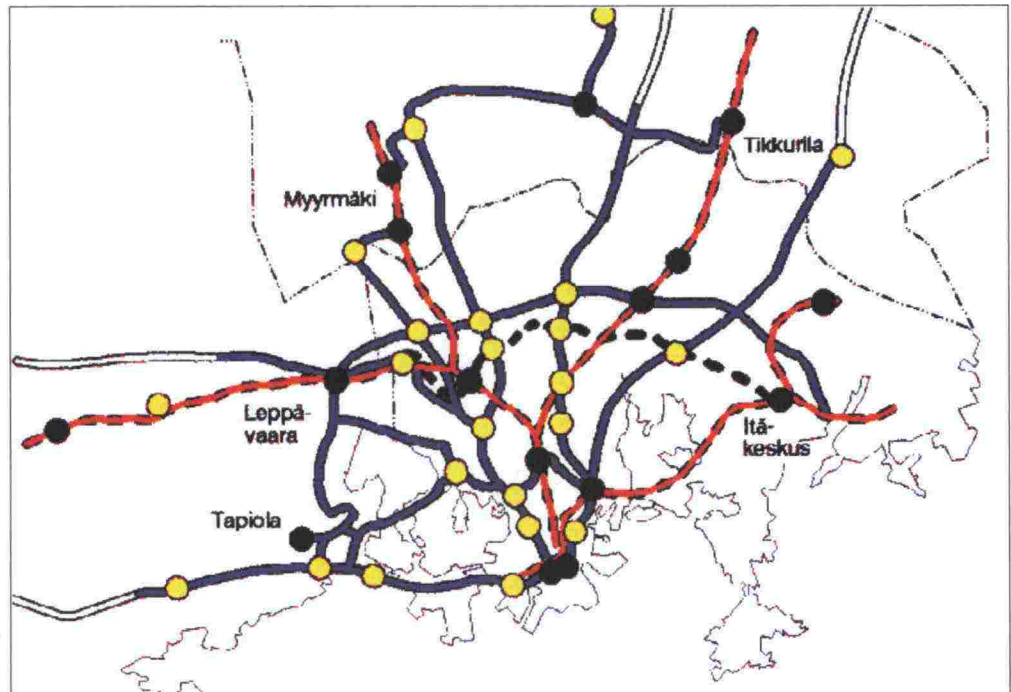 Tikkurila
Myyrmäki
Leppä-
vaara
Itä-
keskus
Tapiola